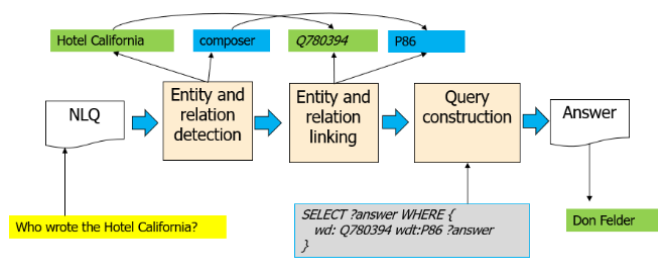 Hotel California
composer
Q780394
P86
NLQ
Entity and
relation
detection
Entity and
relation
linking
Query
construction
Answer
Who wrote the Hotel California?
SELECT ?answer WHERE {
wd: Q780394 wdt:P86 ?answer
}
Don Felder